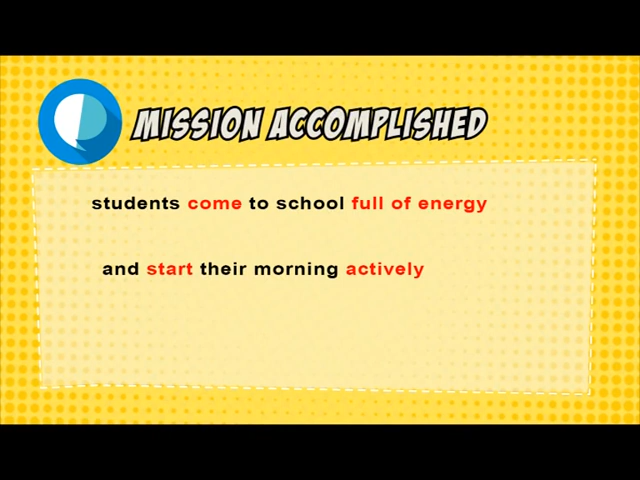 MISSION ACCOMPLISHED
students come to school full of energy
and start their morning actively